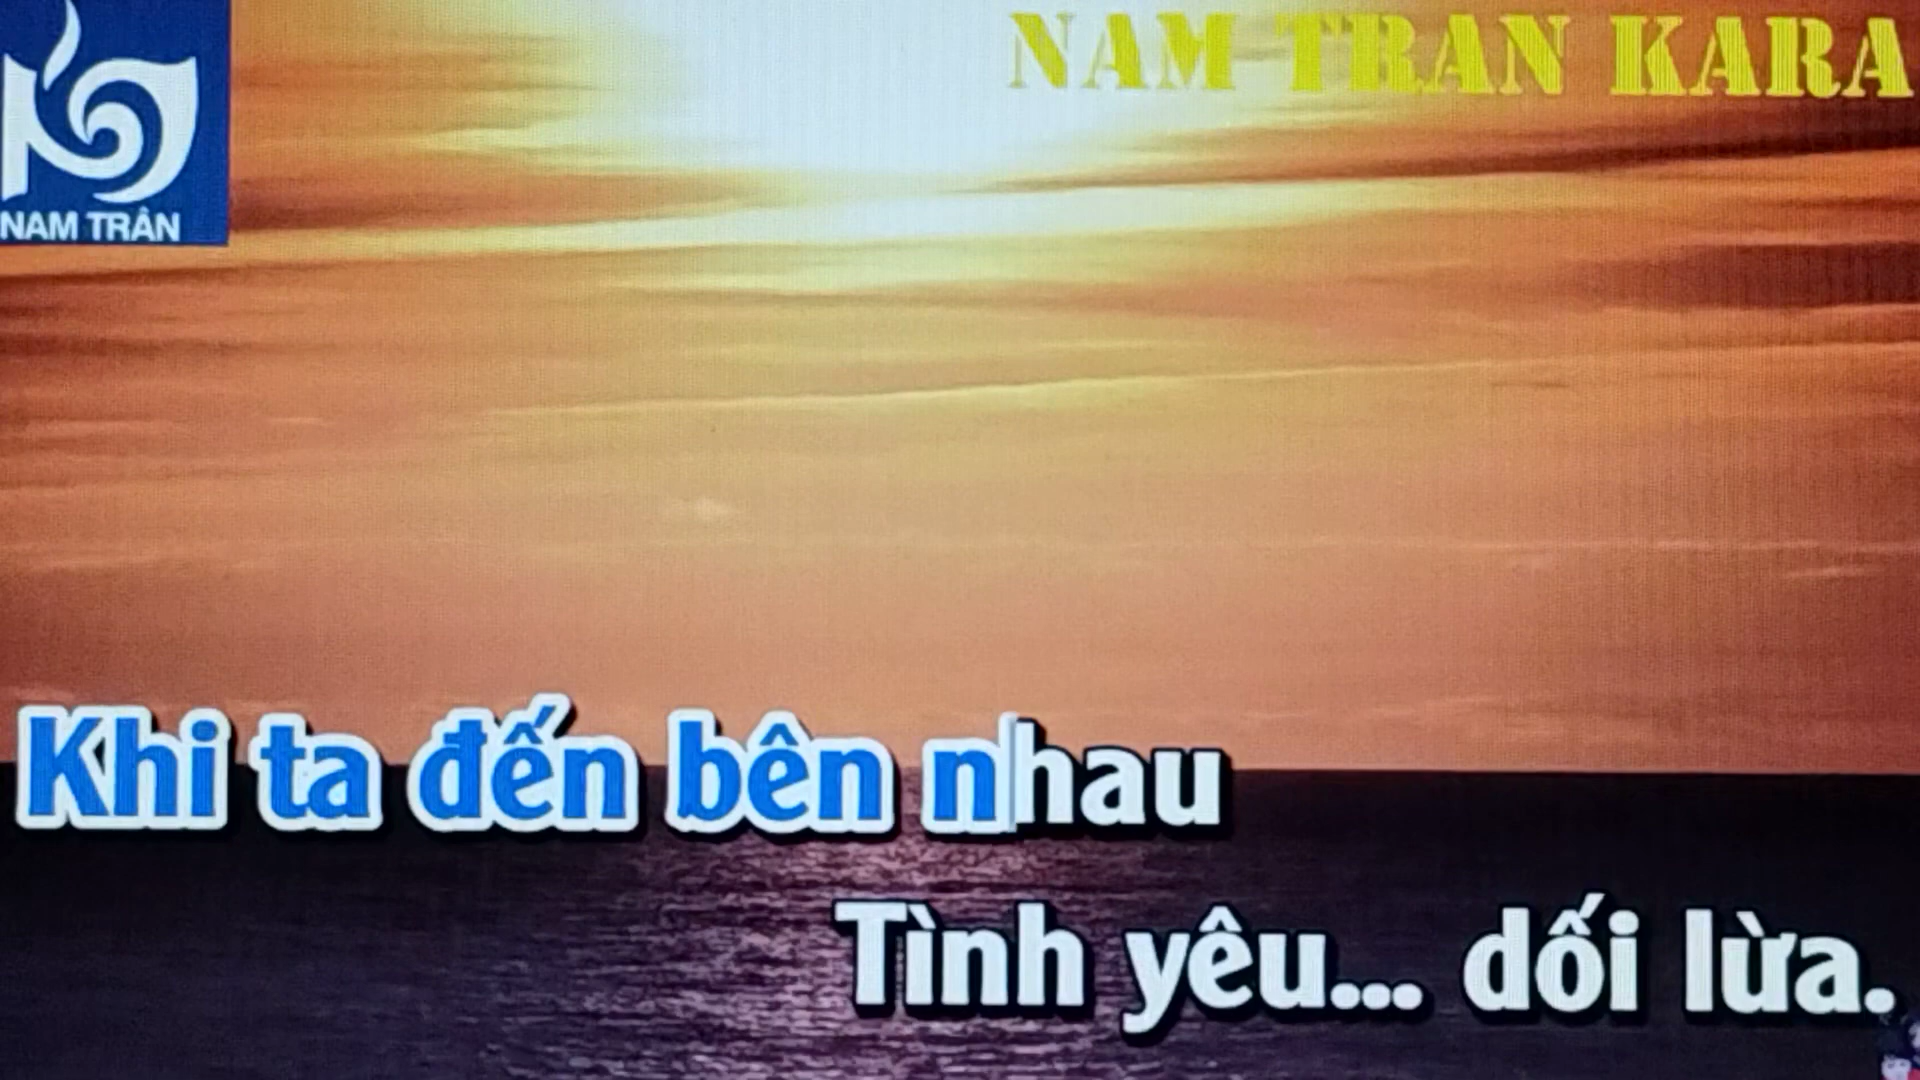 NAM TRAN KARA
NAM TRÂN
Khi ta đến bên nhau
Tình yêu... dối lừa.